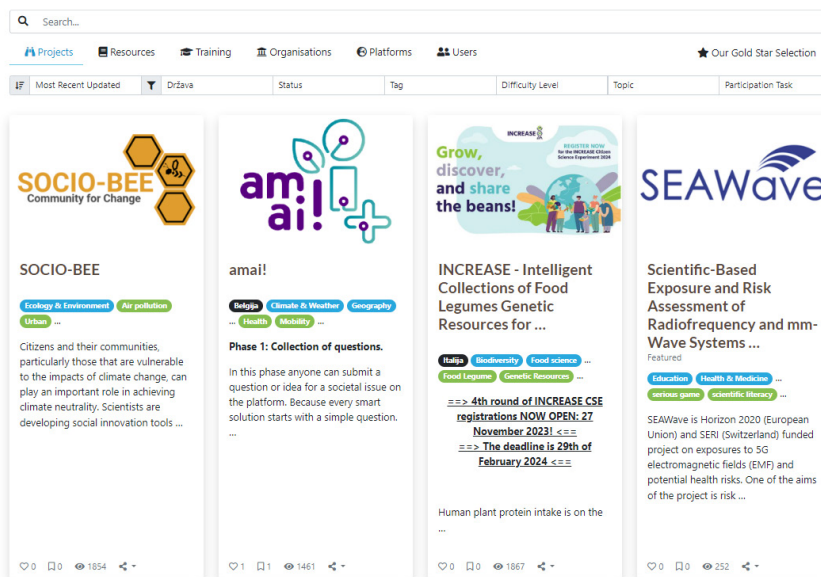 Search...
Projects Resources Training Organisations Platforms Users Our Gold Star Selection
Most Recent Updated Država Status Tag Difficulty Level Topic Participation Task
SOCIO-BEE
Community for Change
SOCIO-BEE
Ecology & Environment Air pollution
Urban ...
Citizens and their communities,
particularly those that are vulnerable
to the impacts of climate change, can
play an important role in achieving
climate neutrality. Scientists are
developing social innovation tools ...
0 0 1854
am
ai!
amai!
Belgija Climate & Weather Geography
... Health Mobility ...
Phase 1: Collection of questions.
In this phase anyone can submit a
question or idea for a societal issue on
the platform. Because every smart
solution starts with a simple question.
...
1 1 1461
INCREASE
Grow,
discover,
and share
the beans!
REGISTER NOW
for the INCREASE Citizen
Science Experiment 2024
INCREASE - Intelligent
Collections of Food
Legumes Genetic
Resources for ...
Italija Biodiversity Food science ...
Food Legume Genetic Resources ...
==> 4th round of INCREASE CSE
registrations NOW OPEN: 27
November 2023! <==
==> The deadline is 29th of
February 2024 <==
Human plant protein intake is on the
...
0 0 1867
SEAWave
Scientific-Based
Exposure and Risk
Assessment of
Radiofrequency and mm-
Wave Systems ...
Featured
Education Health & Medicine ...
serious game scientific literacy ...
SEAWave is Horizon 2020 (European
Union) and SERI (Switzerland) funded
project on exposures to 5G
electromagnetic fields (EMF) and
potential health risks. One of the aims
of the project is risk ...
0 0 252